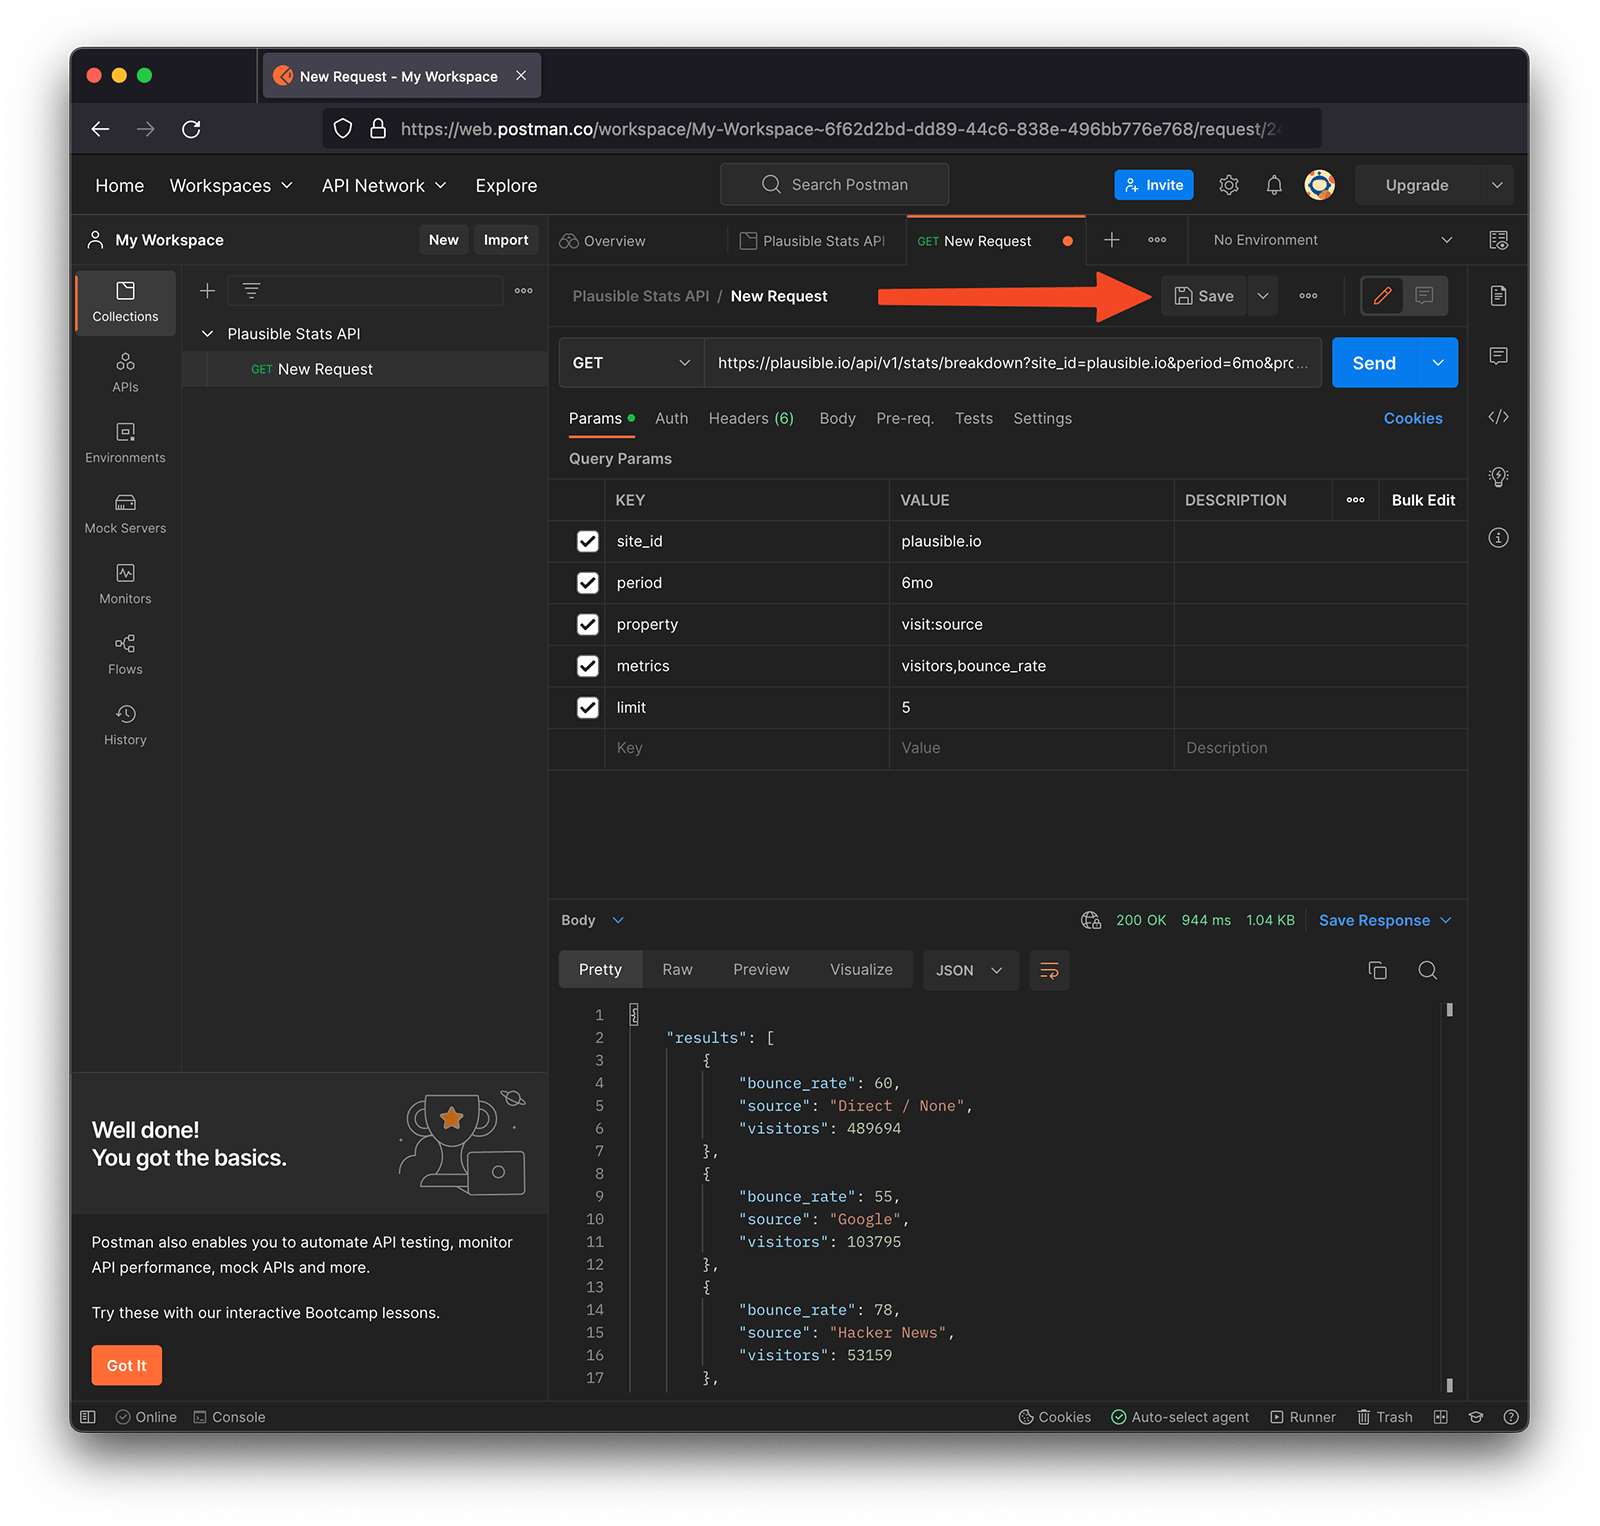 New Request - My Workspace
https://web.postman.co/workspace/My-Workspace~6f62d2bd-dd89-44c6-838e-496bb776e768/request/2
Home Workspaces API Network Explore Search Postman Invite Upgrade
My Workspace New Import
Overview Plausible Stats API GET New Request No Environment
Collections
APIs
Environments
Mock Servers
Monitors
Flows
History
Plausible Stats API
GET New Request
Plausible Stats API / New Request Save
GET https://plausible.io/api/v1/stats/breakdown?site_id=plausible.io&period=6mo&prc... Send
Params Auth Headers (6) Body Pre-req. Tests Settings Cookies
Query Params
KEY VALUE DESCRIPTION Bulk Edit
site_id plausible.io
period 6mo
property visit:source
metrics visitors,bounce_rate
limit 5
Key Value Description
Body 200 OK 944 ms 1.04 KB Save Response
Pretty Raw Preview Visualize JSON
1 {
2 "results": [
3 {
4 "bounce_rate": 60,
5 "source": "Direct / None",
6 "visitors": 489694
7 },
8 {
9 "bounce_rate": 55,
10 "source": "Google",
11 "visitors": 103795
12 },
13 {
14 "bounce_rate": 78,
15 "source": "Hacker News",
16 "visitors": 53159
17 },
Well done!
You got the basics.
Postman also enables you to automate API testing, monitor
API performance, mock APIs and more.
Try these with our interactive Bootcamp lessons.
Got It
Online Console Cookies Auto-select agent Runner Trash